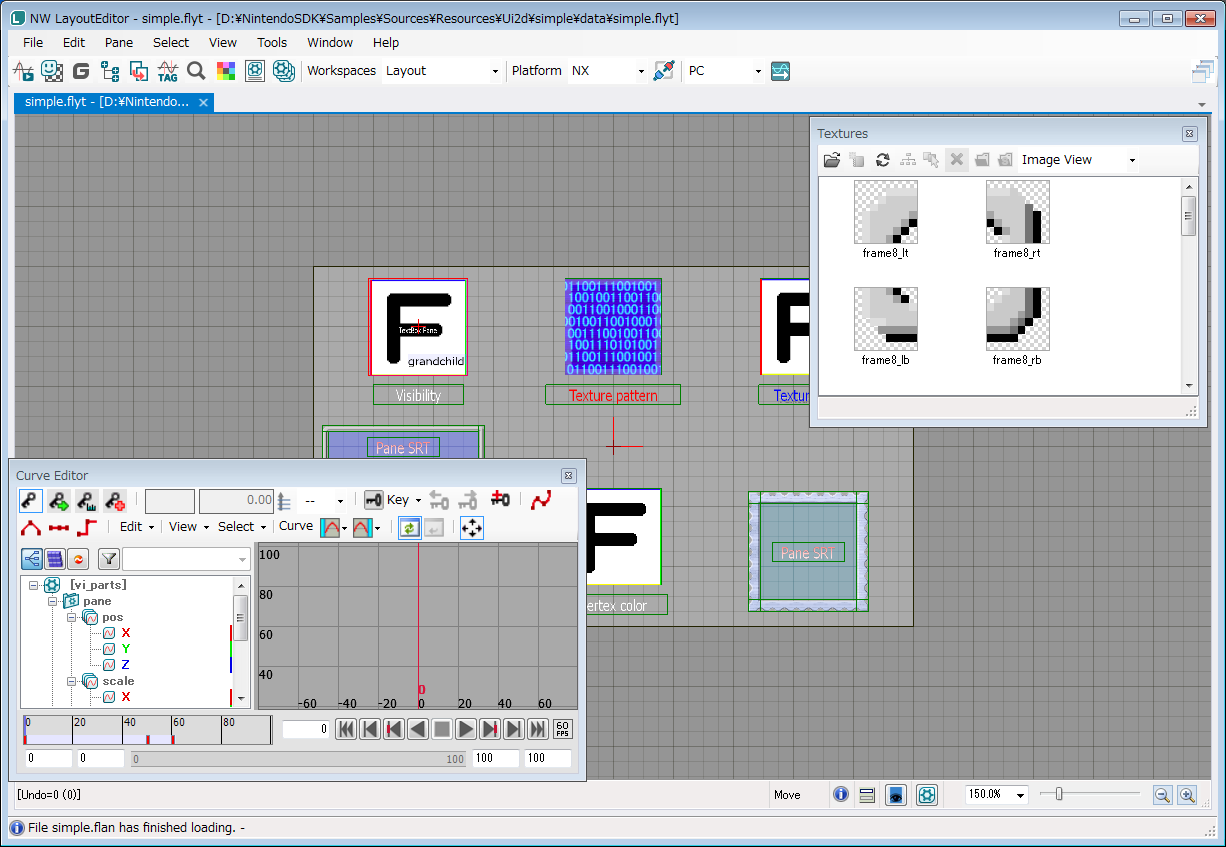 NW LayoutEditor - simple.flyt - [D:¥NintendoSDK¥Samples¥Sources¥Resources¥Ui2d¥simple¥data¥simple.flyt]
File Edit Pane Select View Tools Window Help
TAG Workspaces Layout Platform NX PC
simple.flyt - [D:¥Nintendo...
Textures
Image View
frame8_lt frame8_rt
frame8_lb frame8_rb
TextBox Pane
grandchild
Visibility
Texture pattern
Textur
Pane SRT
ertex color
Pane SRT
Curve Editor
0.00 -- Key
Edit View Select Curve
[vi_parts]
pane
pos
X
Y
Z
scale
X
100
80
60
40
-60 -40 -20 0 20 40 60
0
0 20 40 60 80
0
60 FPS
0 0 0 100 100 100
[Undo=0 (0)]
Move
150.0%
File simple.flan has finished loading. -